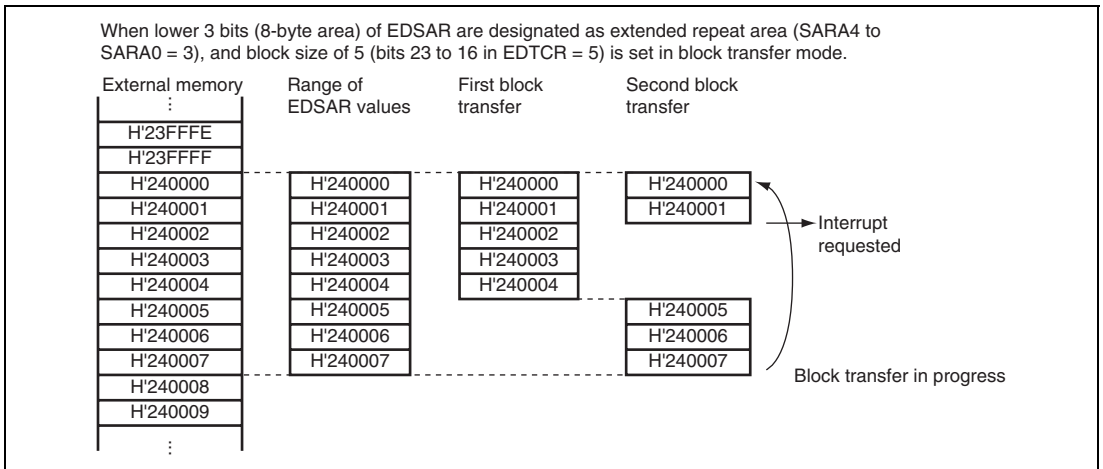 When lower 3 bits (8-byte area) of EDSAR are designated as extended repeat area (SARA4 to
SARA0 = 3), and block size of 5 (bits 23 to 16 in EDTCR = 5) is set in block transfer mode.
External memory
Range of
EDSAR values
First block
transfer
Second block
transfer
⋮
H'23FFFE
H'23FFFF
H'240000
H'240001
H'240002
H'240003
H'240004
H'240005
H'240006
H'240007
H'240008
H'240009
⋮
H'240000
H'240001
H'240002
H'240003
H'240004
H'240005
H'240006
H'240007
H'240000
H'240001
H'240002
H'240003
H'240004
H'240000
H'240001
H'240005
H'240006
H'240007
Interrupt
requested
Block transfer in progress